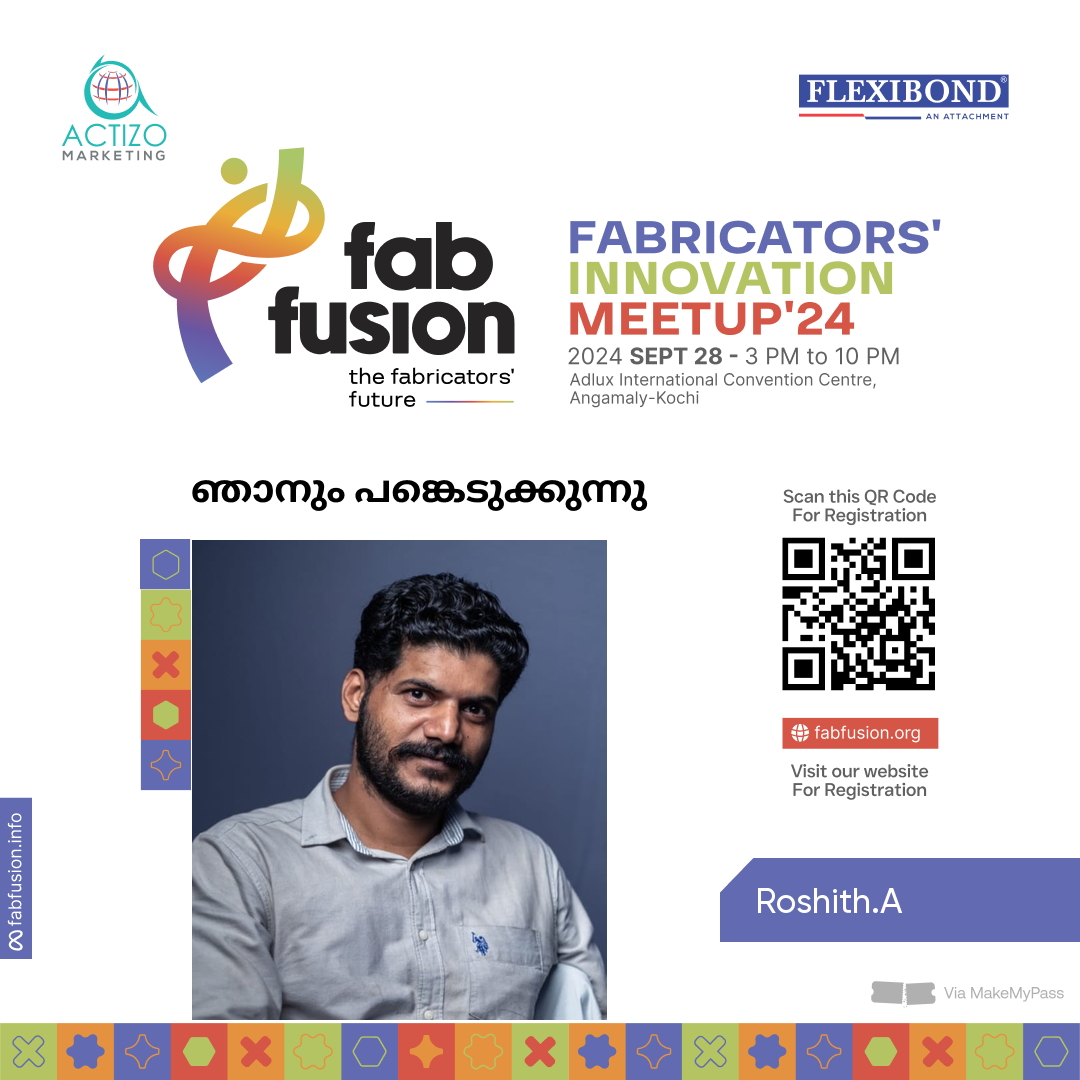 ACTIZO
MARKETING
FLEXIBOND®
AN ATTACHMENT
fab
fusion
the fabricators'
future
FABRICATORS'
INNOVATION
MEETUP'24
2024 SEPT 28 - 3 PM to 10 PM
Adlux International Convention Centre,
Angamaly-Kochi
ഞാനും പങ്കെടുക്കുന്നു
Scan this QR Code
For Registration
fabfusion.org
Visit our website
For Registration
fabfusion.info
Roshith.A
Via MakeMyPass